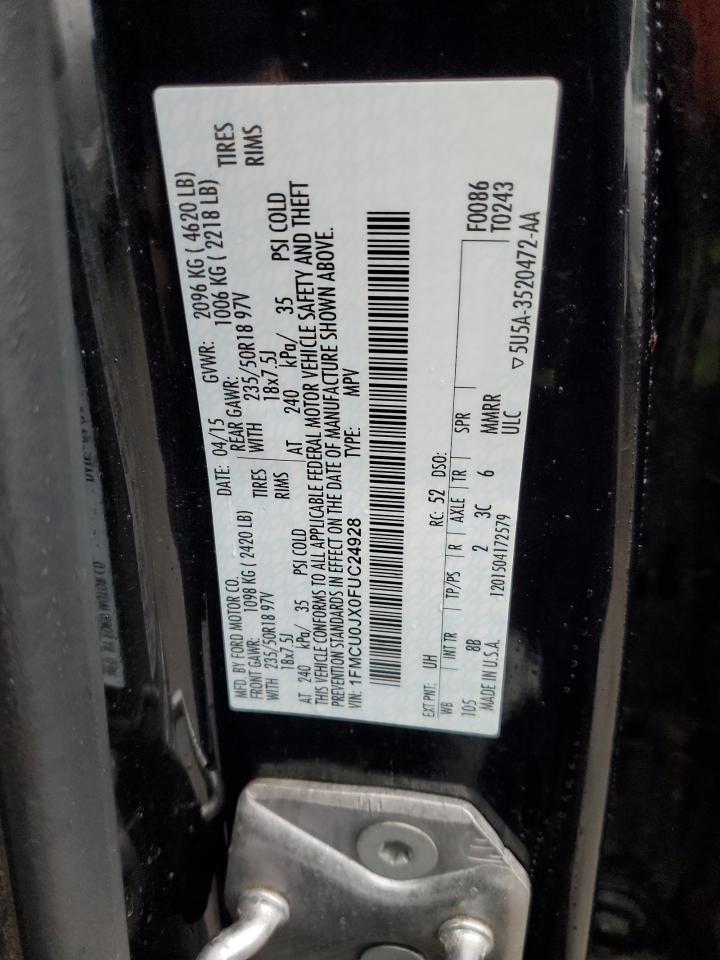 MFD. BY FORD MOTOR CO.
DATE: 04/15 GVWR: 2096 KG ( 4620 LB)
FRONT GAWR: 1098 KG ( 2420 LB) REAR GAWR: 1006 KG ( 2218 LB)
WITH 235/50R18 97V TIRES WITH 235/50R18 97V TIRES
18x7.5J RIMS 18x7.5J RIMS
AT 240 kPa/ 35 PSI COLD AT 240 kPa/ 35 PSI COLD
THIS VEHICLE CONFORMS TO ALL APPLICABLE FEDERAL MOTOR VEHICLE SAFETY AND THEFT
PREVENTION STANDARDS IN EFFECT ON THE DATE OF MANUFACTURE SHOWN ABOVE.
VIN: 1FMCU0JX0FUC24928 TYPE: MPV
EXT PNT: UH RC: 52 DSO:
WB INT TR TP/PS R AXLE TR SPR
105 8B 2 3C 6 MMRR
MADE IN U.S.A. 1201504172579 ULC
F0086
T0243
▽ 5U5A-3520472-AA